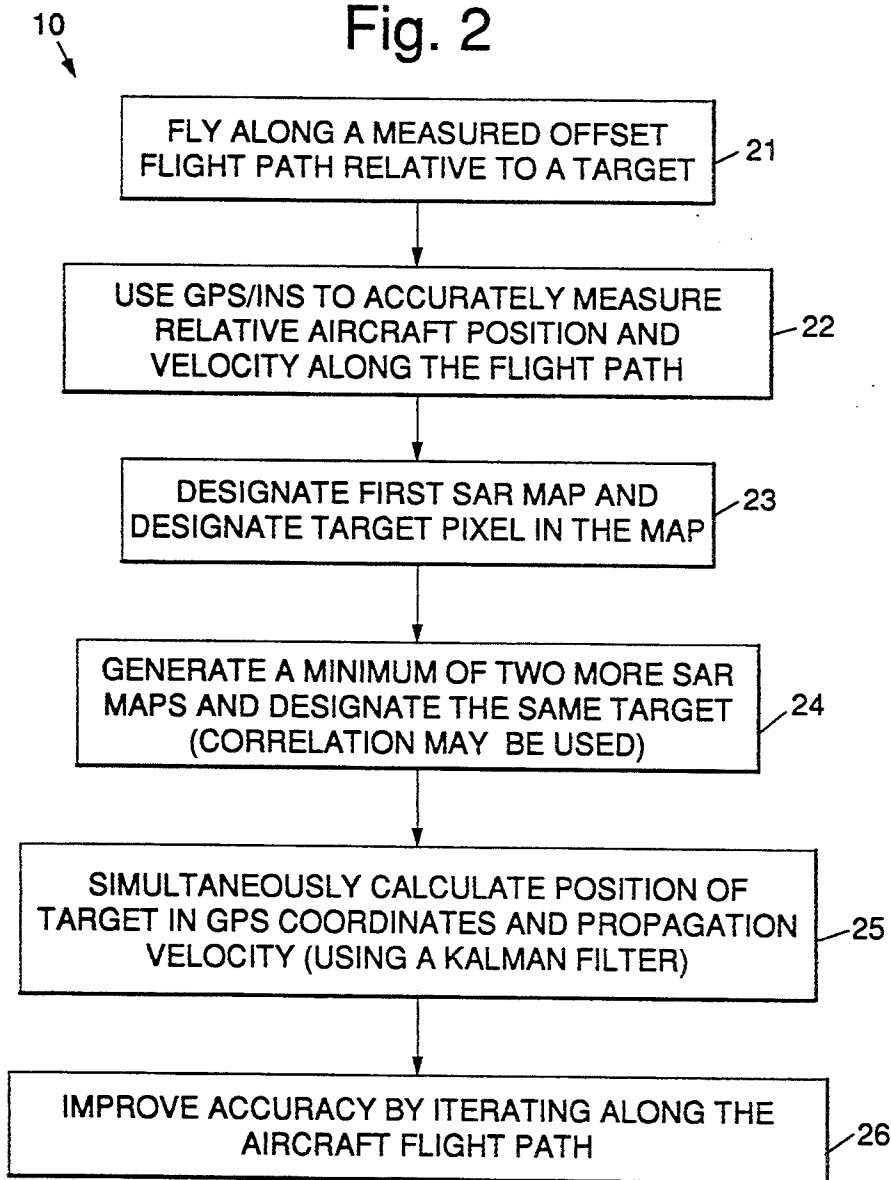 Fig. 2
10
FLY ALONG A MEASURED OFFSET
FLIGHT PATH RELATIVE TO A TARGET
21
USE GPS/INS TO ACCURATELY MEASURE
RELATIVE AIRCRAFT POSITION AND
VELOCITY ALONG THE FLIGHT PATH
22
DESIGNATE FIRST SAR MAP AND
DESIGNATE TARGET PIXEL IN THE MAP
23
GENERATE A MINIMUM OF TWO MORE SAR
MAPS AND DESIGNATE THE SAME TARGET
(CORRELATION MAY BE USED)
24
SIMULTANEOUSLY CALCULATE POSITION OF
TARGET IN GPS COORDINATES AND PROPAGATION
VELOCITY (USING A KALMAN FILTER)
25
IMPROVE ACCURACY BY ITERATING ALONG THE
AIRCRAFT FLIGHT PATH
26